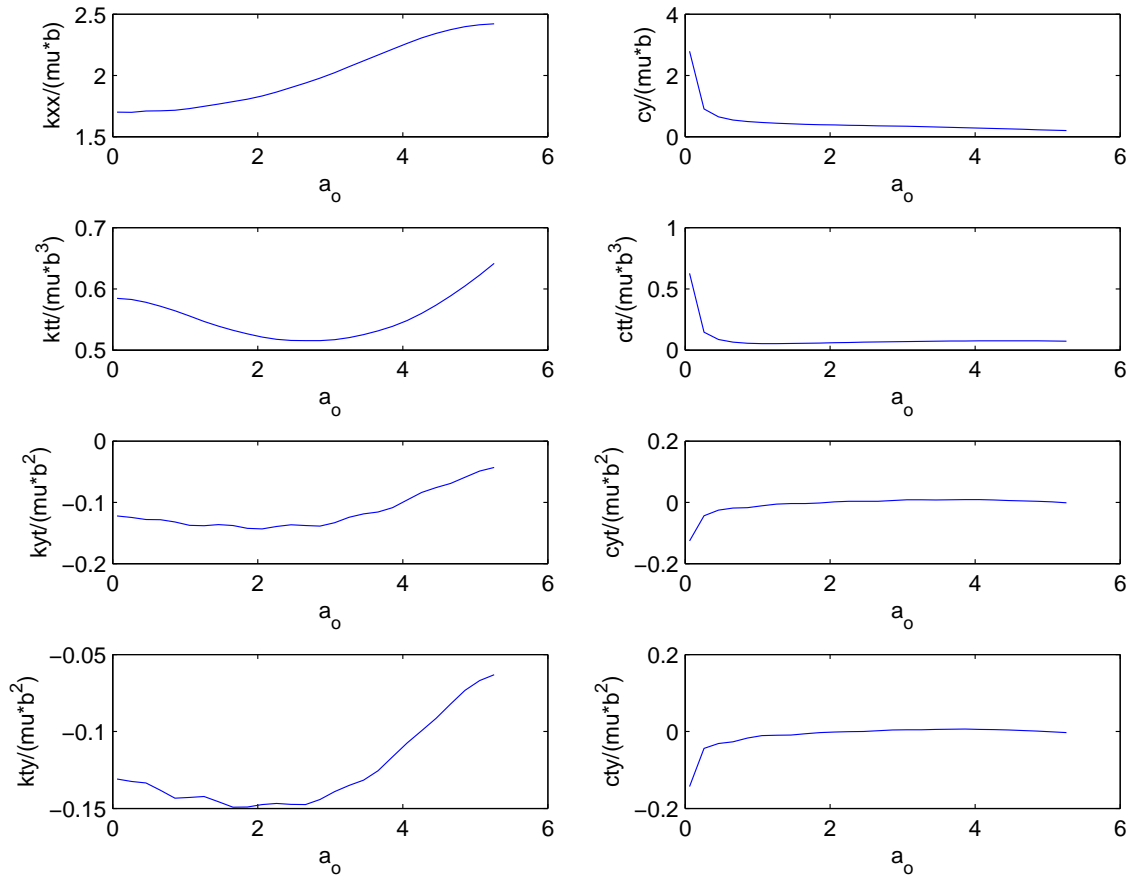 2.5
2
1.5
kxx/(mu*b)
0 2 4 6
a_o
4
2
0
cy/(mu*b)
0 2 4 6
a_o
0.7
0.6
0.5
ktt/(mu*b^3)
0 2 4 6
a_o
1
0.5
0
ctt/(mu*b^3)
0 2 4 6
a_o
0
−0.1
−0.2
kyt/(mu*b^2)
0 2 4 6
a_o
0.2
0
−0.2
cyt/(mu*b^2)
0 2 4 6
a_o
−0.05
−0.1
−0.15
kty/(mu*b^2)
0 2 4 6
a_o
0.2
0
−0.2
cty/(mu*b^2)
0 2 4 6
a_o